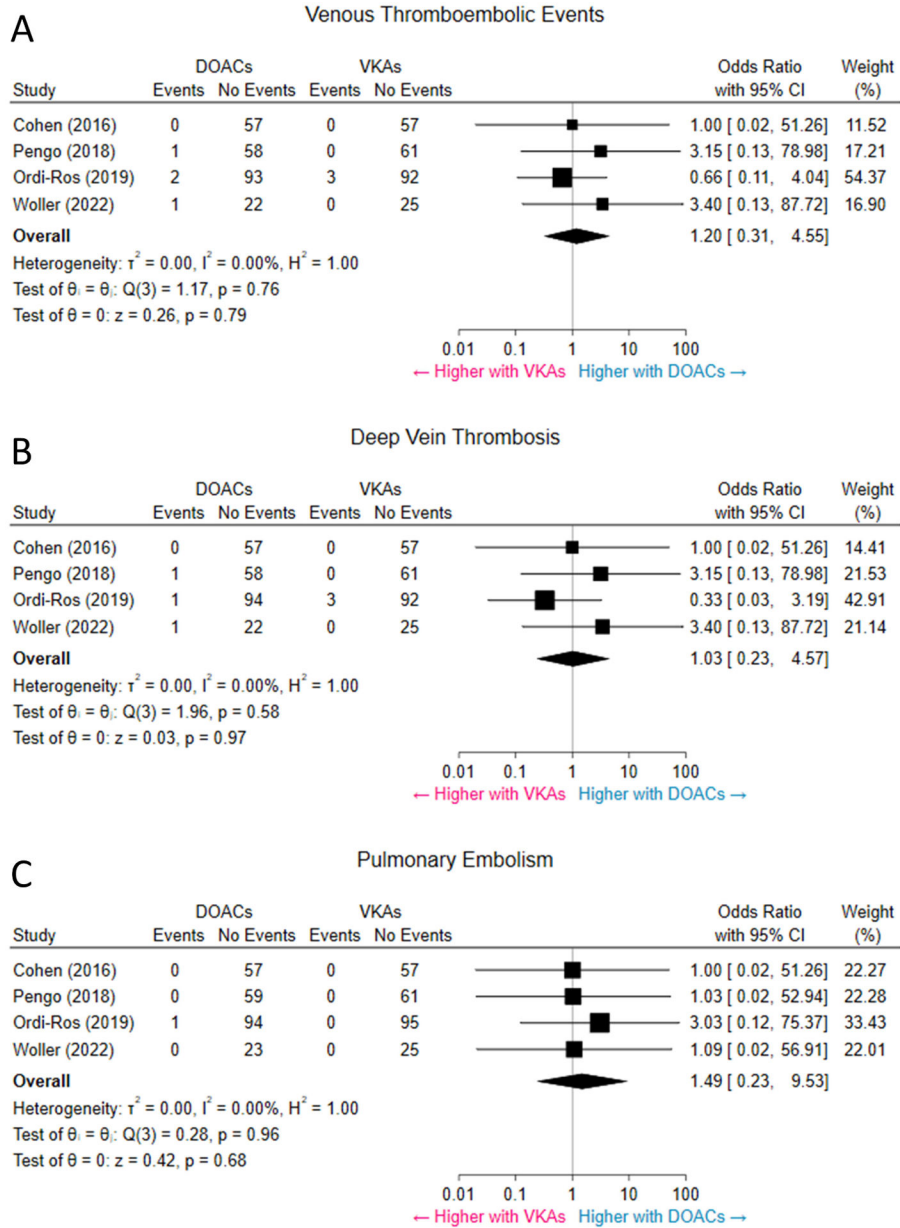 A
Venous Thromboembolic Events
DOACs VKAs Odds Ratio Weight
Study Events No Events Events No Events with 95% CI (%)
Cohen (2016) 0 57 0 57 1.00 [ 0.02, 51.26] 11.52
Pengo (2018) 1 58 0 61 3.15 [ 0.13, 78.98] 17.21
Ordi-Ros (2019) 2 93 3 92 0.66 [ 0.11, 4.04] 54.37
Woller (2022) 1 22 0 25 3.40 [ 0.13, 87.72] 16.90
Overall 1.20 [ 0.31, 4.55]
Heterogeneity: τ² = 0.00, I² = 0.00%, H² = 1.00
Test of θᵢ = θⱼ: Q(3) = 1.17, p = 0.76
Test of θ = 0: z = 0.26, p = 0.79
0.01 0.1 1 10 100
← Higher with VKAs Higher with DOACs →
B
Deep Vein Thrombosis
DOACs VKAs Odds Ratio Weight
Study Events No Events Events No Events with 95% CI (%)
Cohen (2016) 0 57 0 57 1.00 [ 0.02, 51.26] 14.41
Pengo (2018) 1 58 0 61 3.15 [ 0.13, 78.98] 21.53
Ordi-Ros (2019) 1 94 3 92 0.33 [ 0.03, 3.19] 42.91
Woller (2022) 1 22 0 25 3.40 [ 0.13, 87.72] 21.14
Overall 1.03 [ 0.23, 4.57]
Heterogeneity: τ² = 0.00, I² = 0.00%, H² = 1.00
Test of θᵢ = θⱼ: Q(3) = 1.96, p = 0.58
Test of θ = 0: z = 0.03, p = 0.97
0.01 0.1 1 10 100
← Higher with VKAs Higher with DOACs →
C
Pulmonary Embolism
DOACs VKAs Odds Ratio Weight
Study Events No Events Events No Events with 95% CI (%)
Cohen (2016) 0 57 0 57 1.00 [ 0.02, 51.26] 22.27
Pengo (2018) 0 59 0 61 1.03 [ 0.02, 52.94] 22.28
Ordi-Ros (2019) 1 94 0 95 3.03 [ 0.12, 75.37] 33.43
Woller (2022) 0 23 0 25 1.09 [ 0.02, 56.91] 22.01
Overall 1.49 [ 0.23, 9.53]
Heterogeneity: τ² = 0.00, I² = 0.00%, H² = 1.00
Test of θᵢ = θⱼ: Q(3) = 0.28, p = 0.96
Test of θ = 0: z = 0.42, p = 0.68
0.01 0.1 1 10 100
← Higher with VKAs Higher with DOACs →